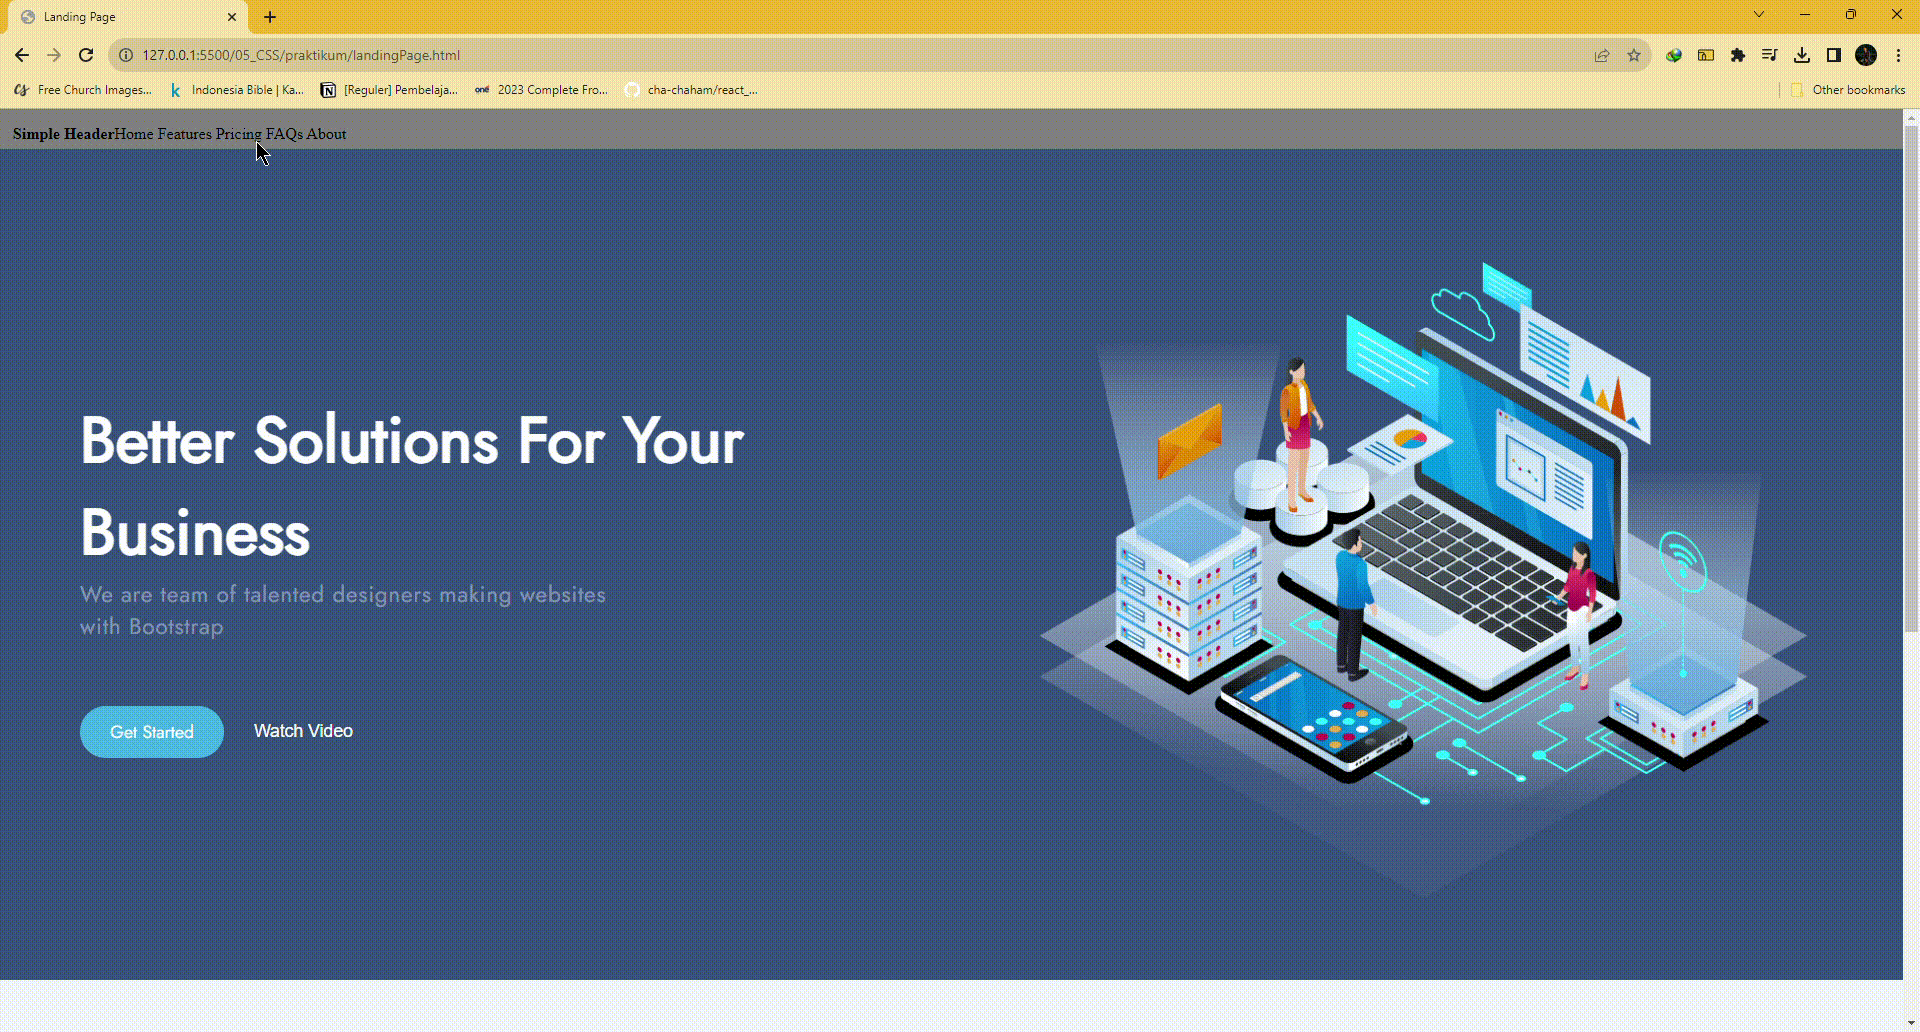 Landing Page
127.0.0.1:5500/05_CSS/praktikum/landingPage.html
Free Church Images... Indonesia Bible | Ka... [Reguler] Pembelaja... one 2023 Complete Fro... cha-chaham/react_... Other bookmarks
Simple HeaderHome Features Pricing FAQs About
Better Solutions For Your
Business
We are team of talented designers making websites
with Bootstrap
Get Started Watch Video